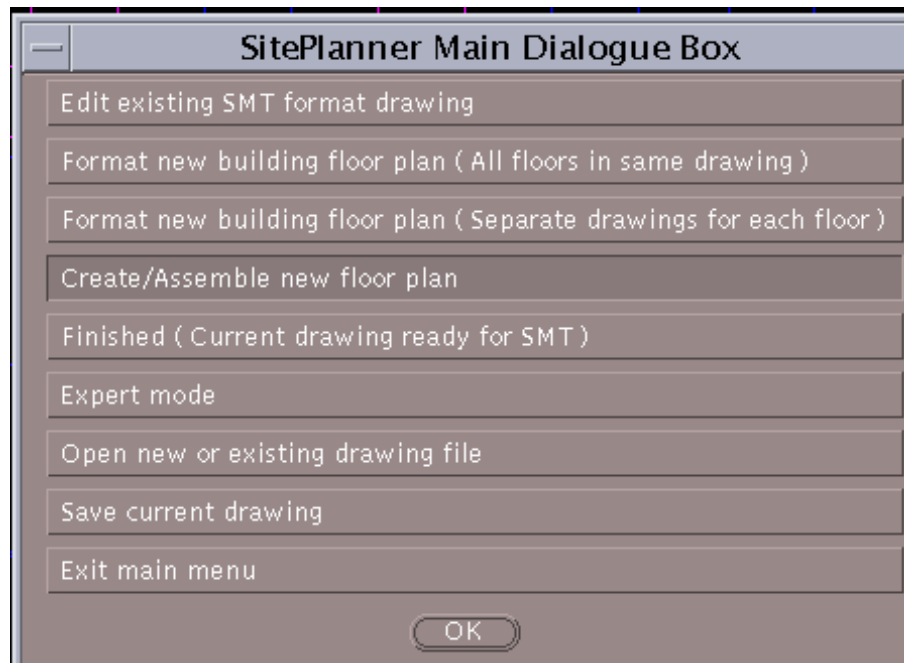 SitePlanner Main Dialogue Box
Edit existing SMT format drawing
Format new building floor plan ( All floors in same drawing )
Format new building floor plan ( Separate drawings for each floor )
Create/Assemble new floor plan
Finished ( Current drawing ready for SMT )
Expert mode
Open new or existing drawing file
Save current drawing
Exit main menu
OK